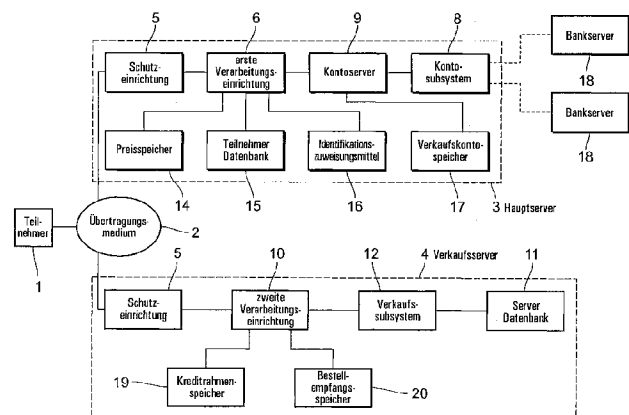 5
6
9
8
Schutz-
einrichtung
erste
Verarbeitungs-
einrichtung
Kontoserver
Konto-
subsystem
Bankserver
18
Bankserver
18
Preisspeicher
Teilnehmer
Datenbank
Identifikations-
zuweisungsmittel
Verkaufskonto-
speicher
14
15
16
17
3 Hauptserver
Teil-
nehmer
1
Übertragungs-
medium
2
5
10
12
4 Verkaufsserver
11
Schutz-
einrichtung
zweite
Verarbeitungs-
einrichtung
Verkaufs-
subsystem
Server
Datenbank
19
Kreditrahmen-
speicher
Bestell-
empfangs-
speicher
20